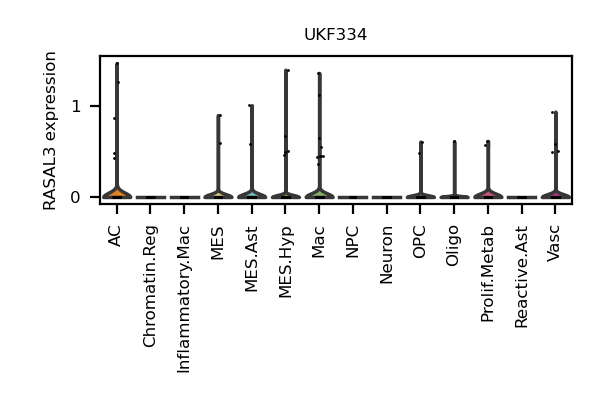 UKF334
RASAL3 expression
1
0
AC
Chromatin.Reg
Inflammatory.Mac
MES
MES.Ast
MES.Hyp
Mac
NPC
Neuron
OPC
Oligo
Prolif.Metab
Reactive.Ast
Vasc